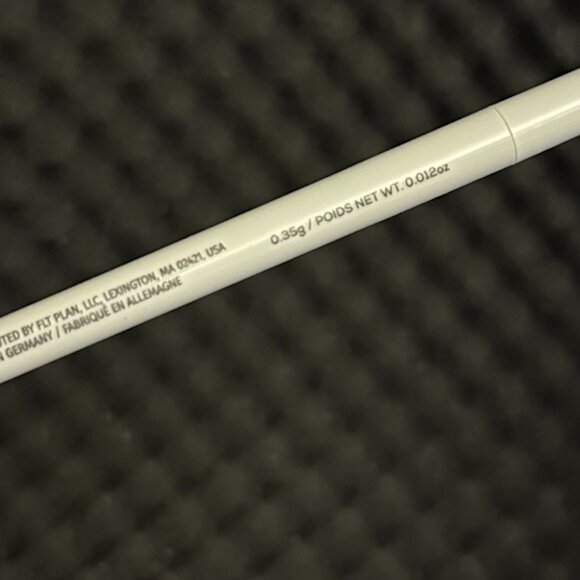 UTED BY FLT PLAN, LLC, LEXINGTON, MA 02421, USA
N GERMANY / FABRIQUÉ EN ALLEMAGNE
0.35g / POIDS NET WT. 0.012oz